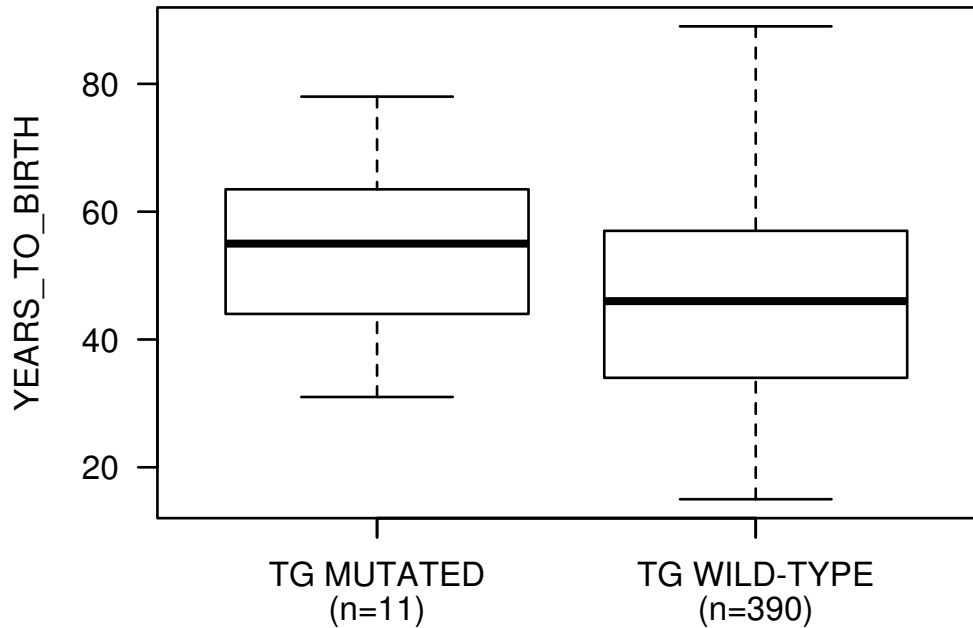 YEARS_TO_BIRTH
80
60
40
20
TG MUTATED
(n=11)
TG WILD-TYPE
(n=390)